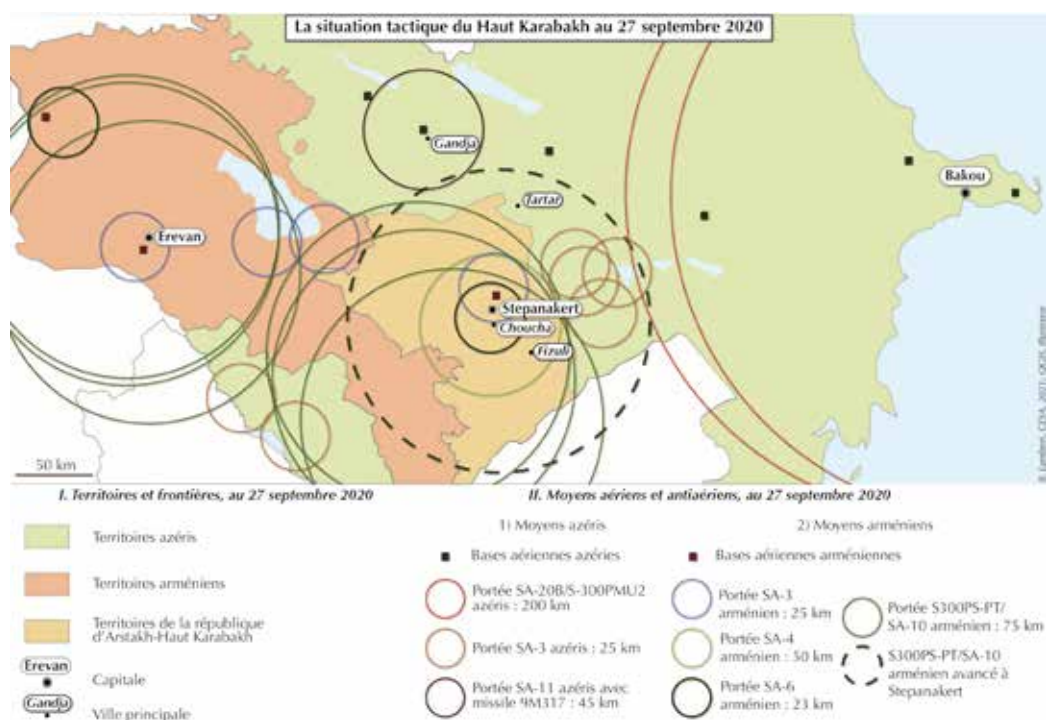 La situation tactique du Haut Karabakh au 27 septembre 2020
Gandja
Bakou
Tartar
Erevan
Stepanakert
Choucha
Fizuli
50 km
I. Territoires et frontières, au 27 septembre 2020
Territoires azéris
Territoires arméniens
Territoires de la république
d'Arstakh-Haut Karabakh
Erevan
Capitale
Gandja
Ville principale
II. Moyens aériens et antiaériens, au 27 septembre 2020
1) Moyens azéris
Bases aériennes azéries
Portée SA-20B/S-300PMU2
azéris : 200 km
Portée SA-3 azéris : 25 km
Portée SA-11 azéris avec
missile 9M317 : 45 km
2) Moyens arméniens
Bases aériennes arméniennes
Portée SA-3
arménien : 25 km
Portée SA-4
arménien : 50 km
Portée SA-6
arménien : 23 km
Portée S300PS-PT/
SA-10 arménien : 75 km
S300PS-PT/SA-10
arménien avancé à
Stepanakert